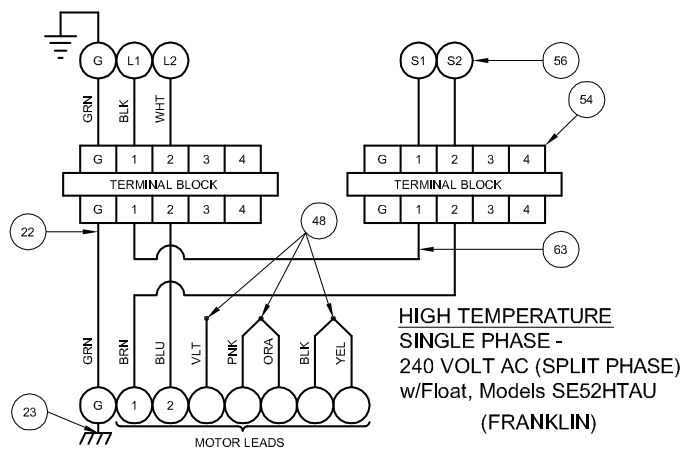 G L1 L2 S1 S2 56
GRN BLK WHT
54
G 1 2 3 4 G 1 2 3 4
TERMINAL BLOCK TERMINAL BLOCK
G 1 2 3 4 G 1 2 3 4
22 48 63
GRN BRN BLU VLT PNK ORA BLK YEL
HIGH TEMPERATURE
SINGLE PHASE -
240 VOLT AC (SPLIT PHASE)
w/Float, Models SE52HTAU
(FRANKLIN)
23 G 1 2
MOTOR LEADS